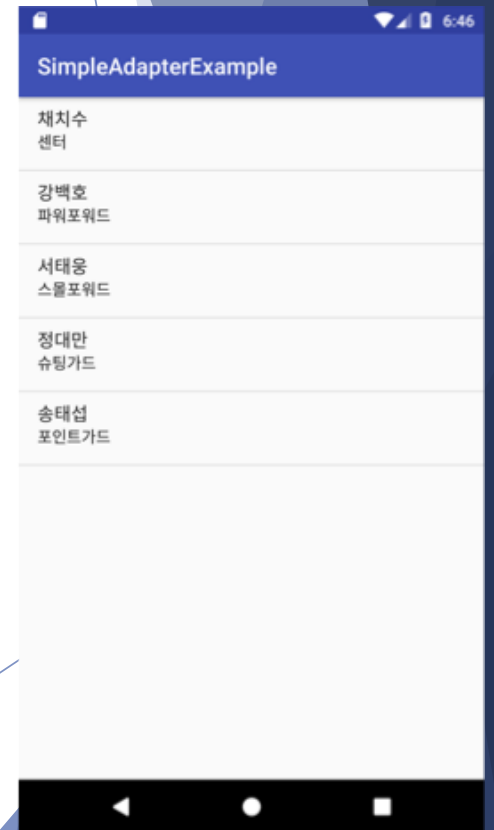 6:46
SimpleAdapterExample
채치수
센터
강백호
파워포워드
서태웅
스몰포워드
정대만
슈팅가드
송태섭
포인트가드